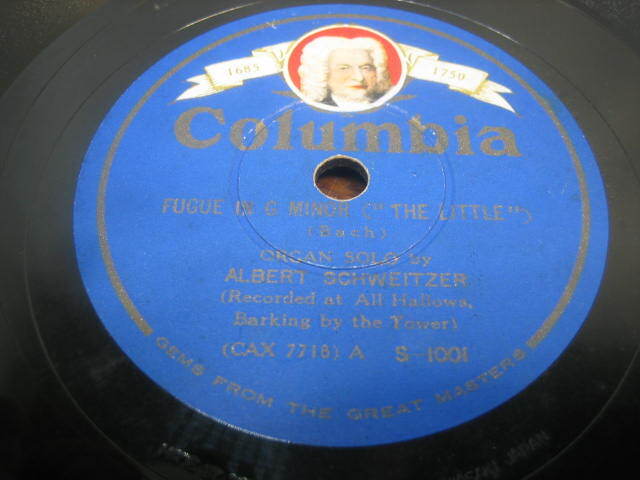 1685 1750
Columbia
FUGUE IN G MINOR ("THE LITTLE")
(Bach)
ORGAN SOLO by
ALBERT SCHWEITZER
(Recorded at All Hallows,
Barking by the Tower)
(CAX 7718) A S-1001
GEMS FROM THE GREAT MASTERS
JAPAN